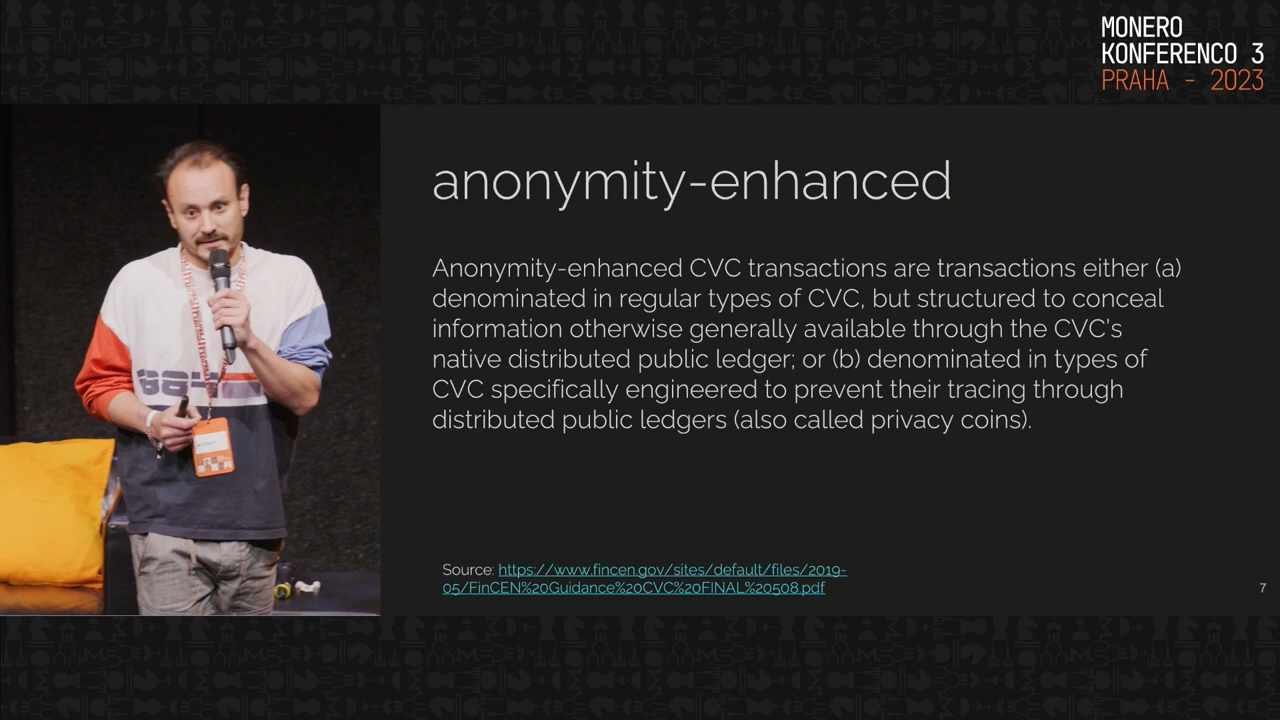 MONERO
KONFERENCO 3
PRAHA - 2023
anonymity-enhanced
Anonymity-enhanced CVC transactions are transactions either (a)
denominated in regular types of CVC, but structured to conceal
information otherwise generally available through the CVC's
native distributed public ledger; or (b) denominated in types of
CVC specifically engineered to prevent their tracing through
distributed public ledgers (also called privacy coins).
Source: https://www.fincen.gov/sites/default/files/2019-
05/FinCEN%20Guidance%20CVC%20FINAL%20508.pdf
7